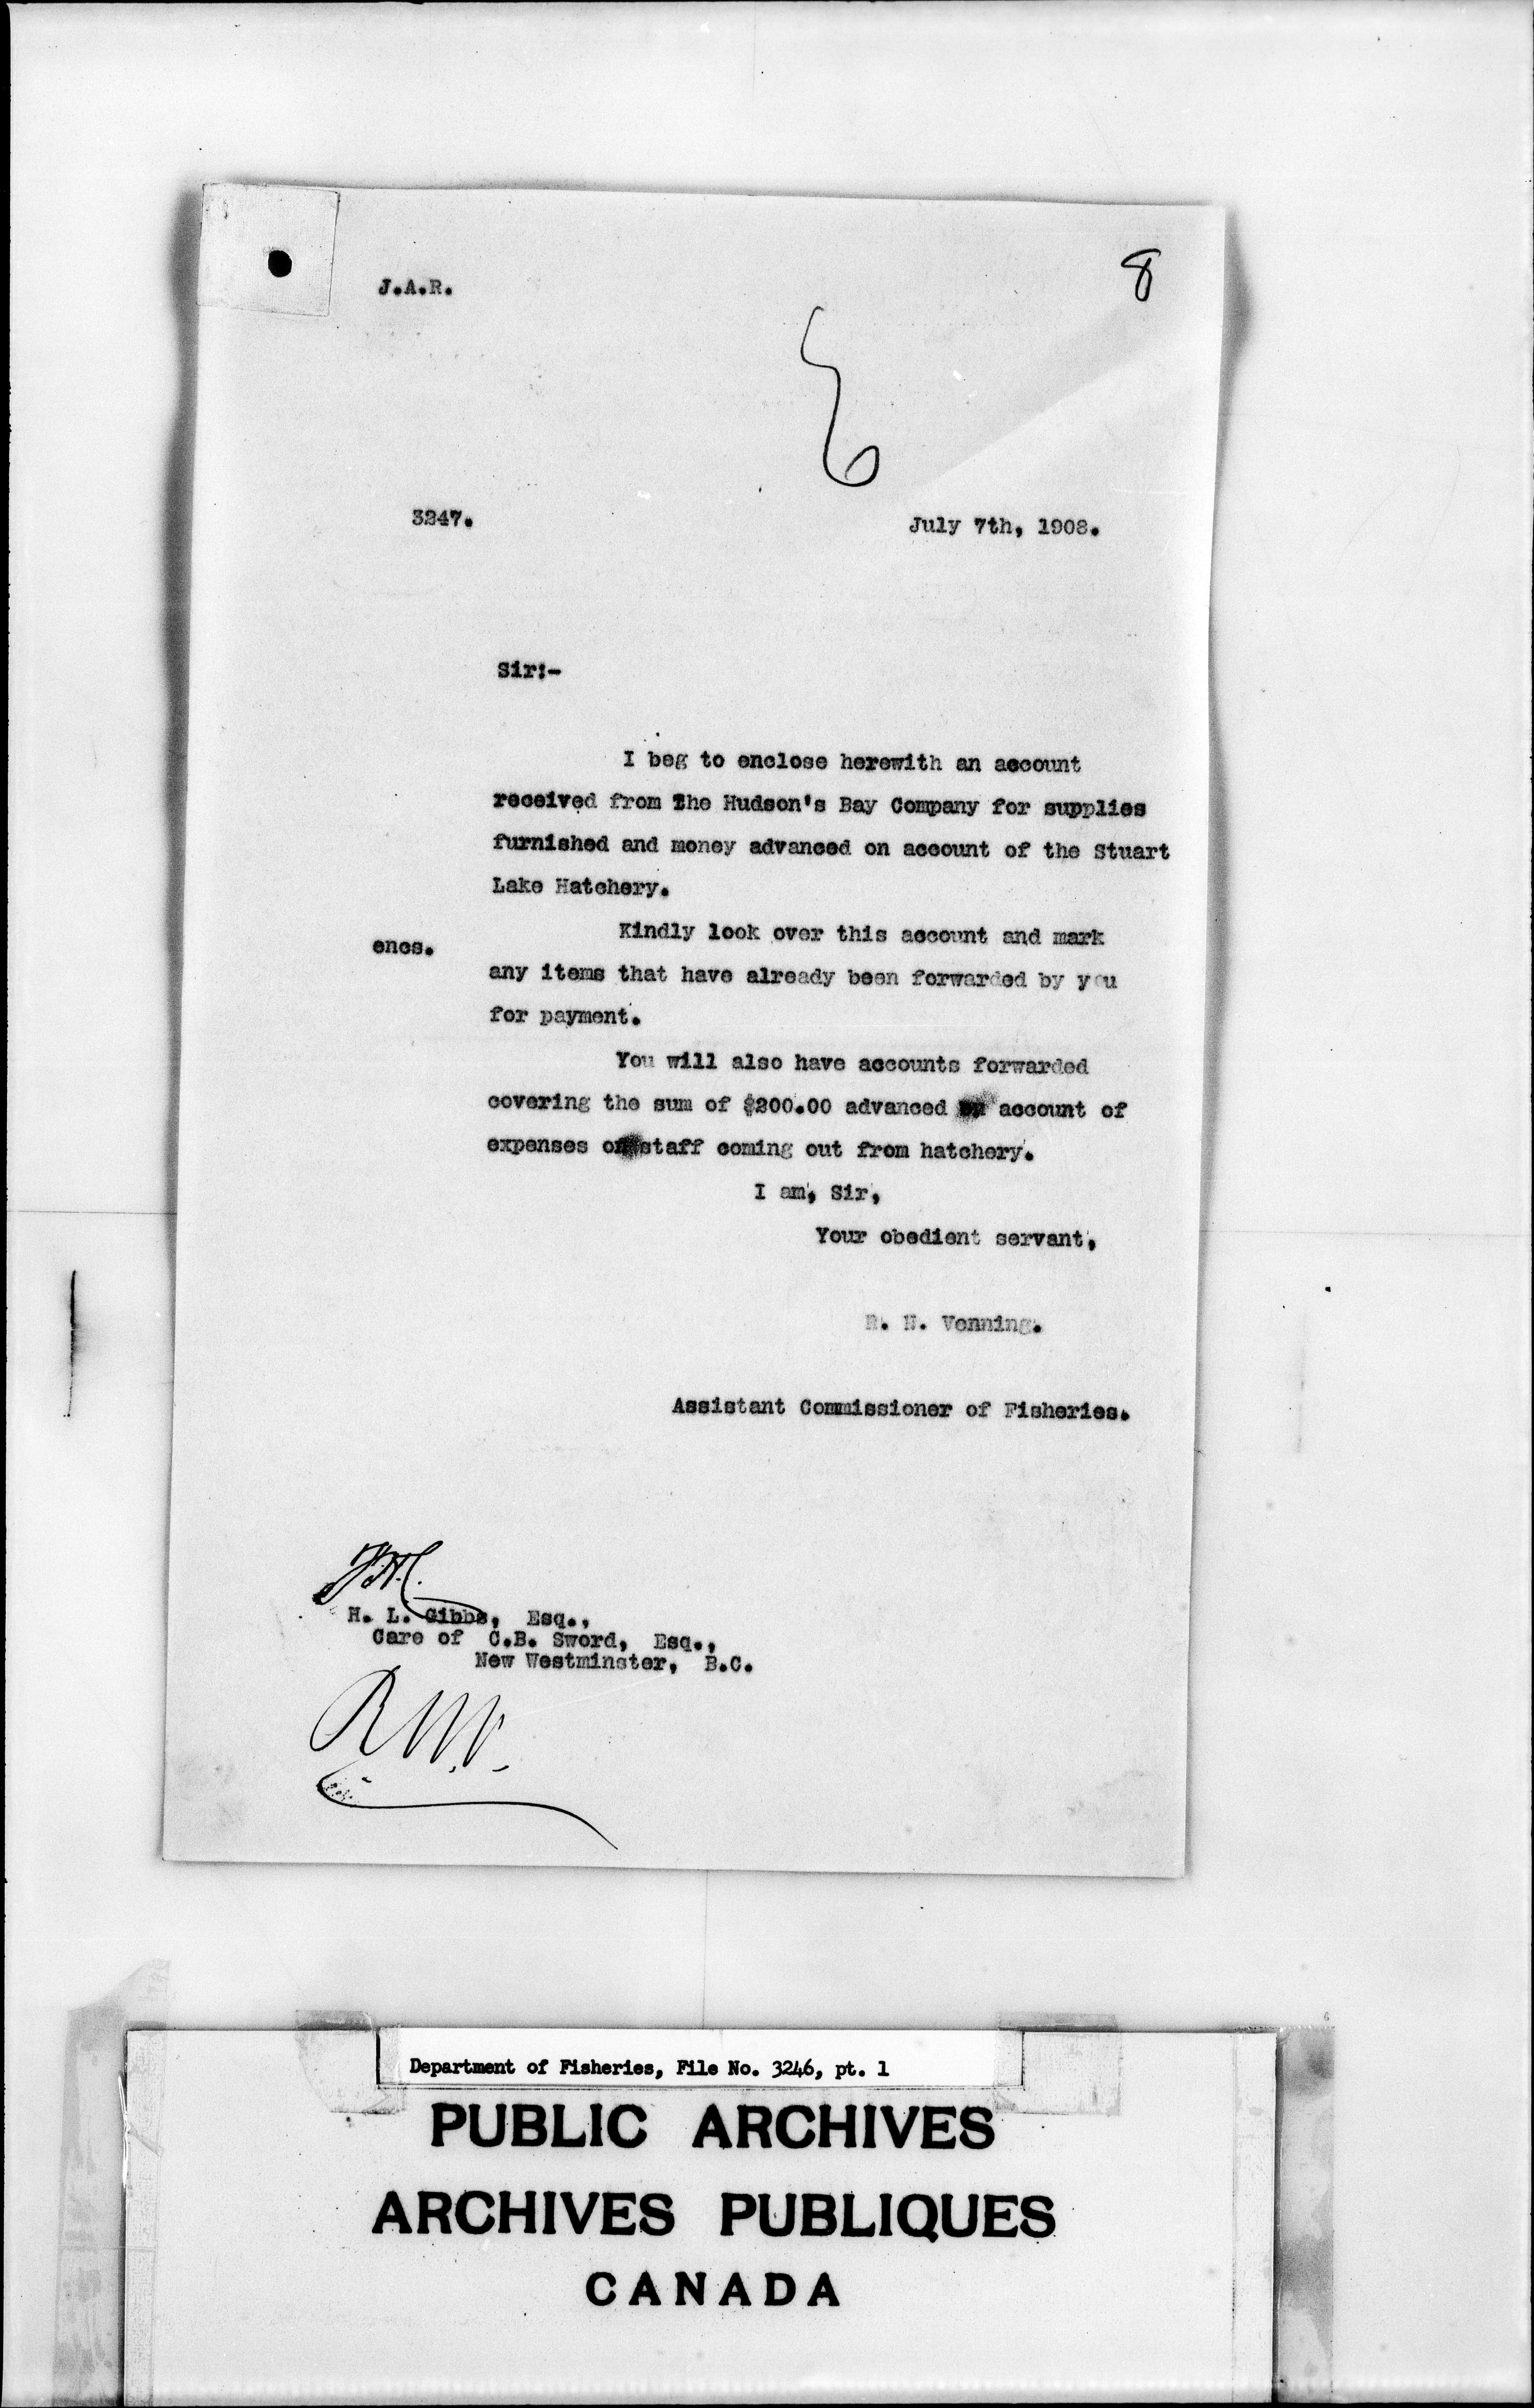 J.A.R.
8
3247.
July 7th, 1908.
Sir:-
I beg to enclose herewith an account
received from The Hudson's Bay Company for supplies
furnished and money advanced on account of the Stuart
Lake Hatchery.
Kindly look over this account and mark
encs.
any items that have already been forwarded by you
for payment.
You will also have accounts forwarded
covering the sum of $200.00 advanced on account of
expenses of staff coming out from hatchery.
I am, Sir,
Your obedient servant,
R. N. Venning.
Assistant Commissioner of Fisheries.
H. L. Gibbs, Esq.,
Care of C.B. Sword, Esq.,
New Westminster, B.C.
Department of Fisheries, File No. 3246, pt. 1
PUBLIC ARCHIVES
ARCHIVES PUBLIQUES
CANADA